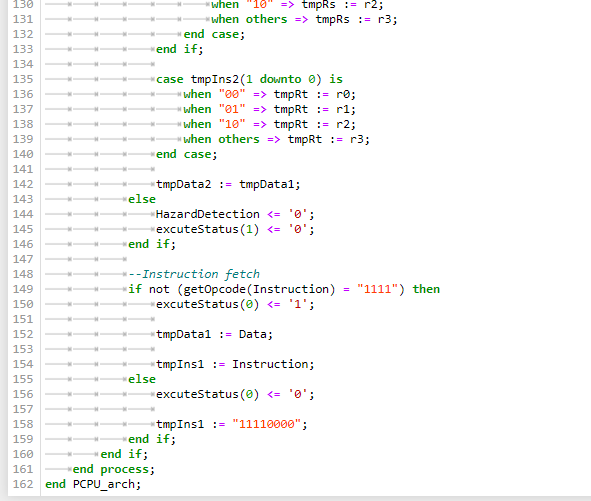 130 when "10" => tmpRs := r2;
131 when others => tmpRs := r3;
132 end case;
133 end if;
134
135 case tmpIns2(1 downto 0) is
136 when "00" => tmpRt := r0;
137 when "01" => tmpRt := r1;
138 when "10" => tmpRt := r2;
139 when others => tmpRt := r3;
140 end case;
141
142 tmpData2 := tmpData1;
143 else
144 HazardDetection <= '0';
145 excuteStatus(1) <= '0';
146 end if;
147
148 --Instruction fetch
149 if not (getOpcode(Instruction) = "1111") then
150 excuteStatus(0) <= '1';
151
152 tmpData1 := Data;
153
154 tmpIns1 := Instruction;
155 else
156 excuteStatus(0) <= '0';
157
158 tmpIns1 := "11110000";
159 end if;
160 end if;
161 end process;
162 end PCPU_arch;